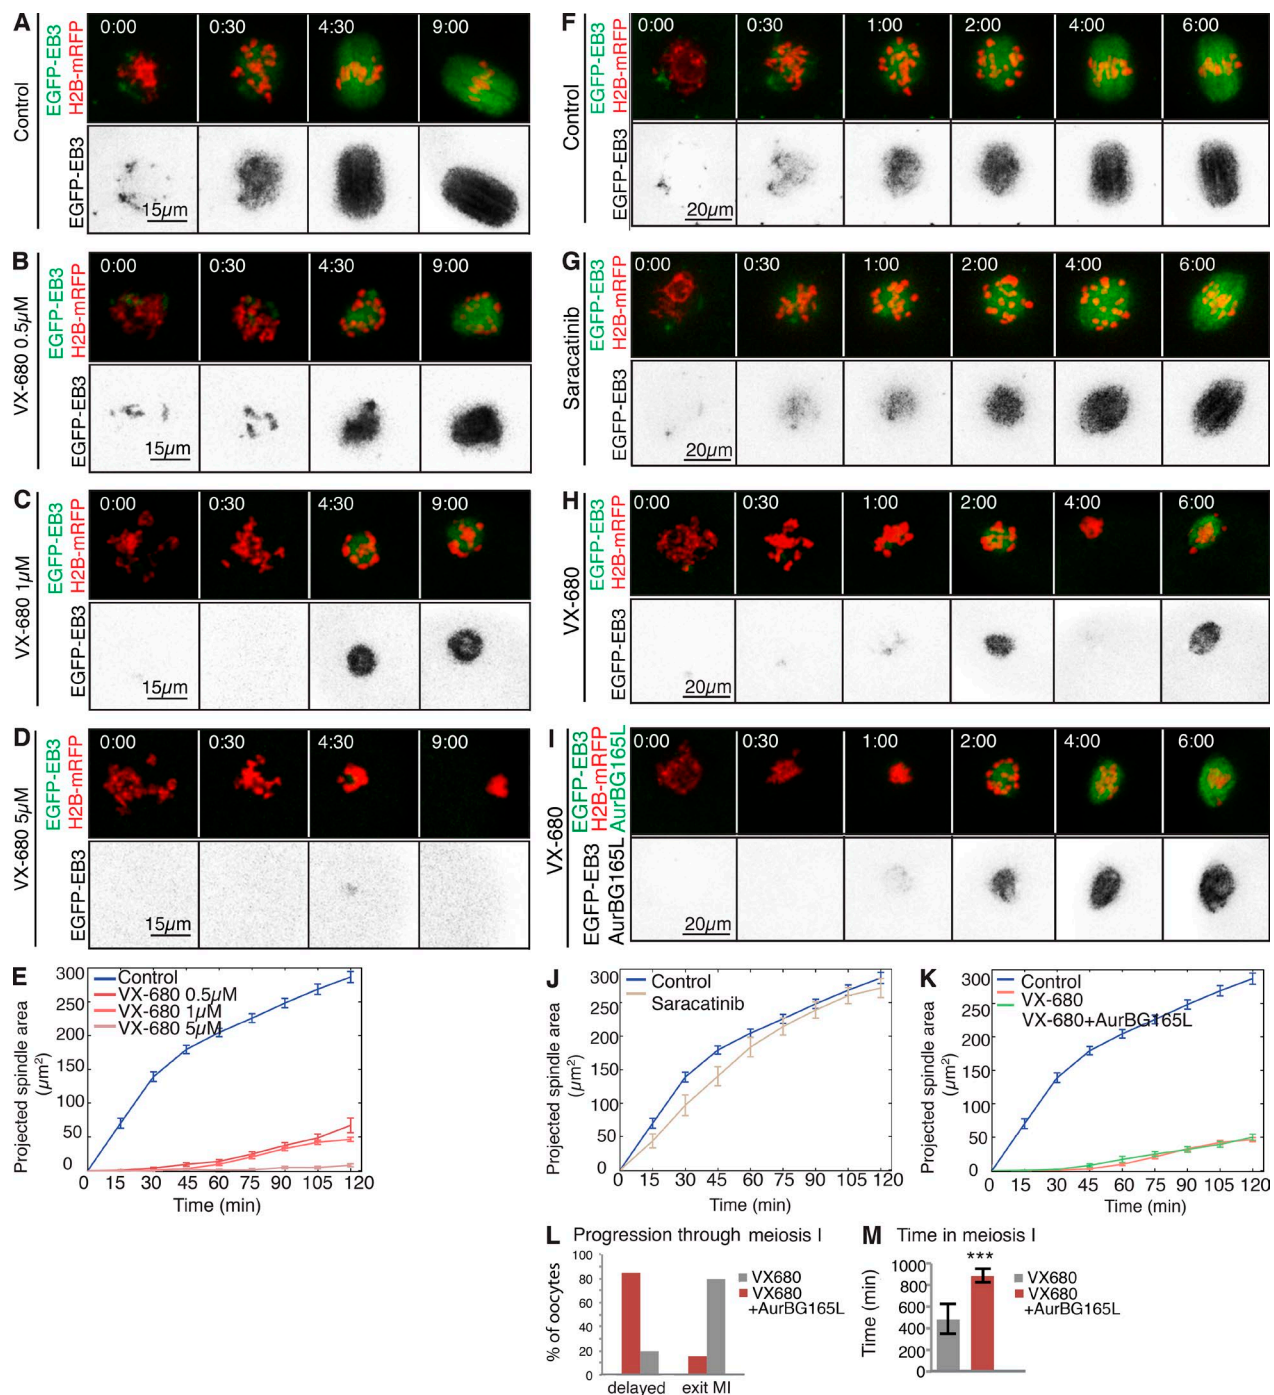 A
Control
EGFP-EB3
H2B-mRFP
0:00
0:30
4:30
9:00
EGFP-EB3
15µm
B
VX-680 0.5µM
EGFP-EB3
H2B-mRFP
0:00
0:30
4:30
9:00
EGFP-EB3
15µm
C
VX-680 1µM
EGFP-EB3
H2B-mRFP
0:00
0:30
4:30
9:00
EGFP-EB3
15µm
D
VX-680 5µM
EGFP-EB3
H2B-mRFP
0:00
0:30
4:30
9:00
EGFP-EB3
15µm
E
Projected spindle area
(µm²)
300
250
200
150
100
50
0
Control
VX-680 0.5µM
VX-680 1µM
VX-680 5µM
0 15 30 45 60 75 90 105 120
Time (min)
F
Control
EGFP-EB3
H2B-mRFP
0:00
0:30
1:00
2:00
4:00
6:00
EGFP-EB3
20µm
G
Saracatinib
EGFP-EB3
H2B-mRFP
0:00
0:30
1:00
2:00
4:00
6:00
EGFP-EB3
20µm
H
VX-680
EGFP-EB3
H2B-mRFP
0:00
0:30
1:00
2:00
4:00
6:00
EGFP-EB3
20µm
I
VX-680
EGFP-EB3
H2B-mRFP
AurBG165L
0:00
0:30
1:00
2:00
4:00
6:00
EGFP-EB3
AurBG165L
20µm
J
Projected spindle area
(µm²)
300
250
200
150
100
50
0
Control
Saracatinib
0 15 30 45 60 75 90 105 120
Time (min)
K
Projected spindle area
(µm²)
300
250
200
150
100
50
0
Control
VX-680
VX-680+AurBG165L
0 15 30 45 60 75 90 105 120
Time (min)
L Progression through meiosis I
% of oocytes
100
80
60
40
20
0
delayed
exit MI
VX680
VX680
+AurBG165L
M Time in meiosis I
Time (min)
1000
800
600
400
200
0
***
VX680
VX680
+AurBG165L